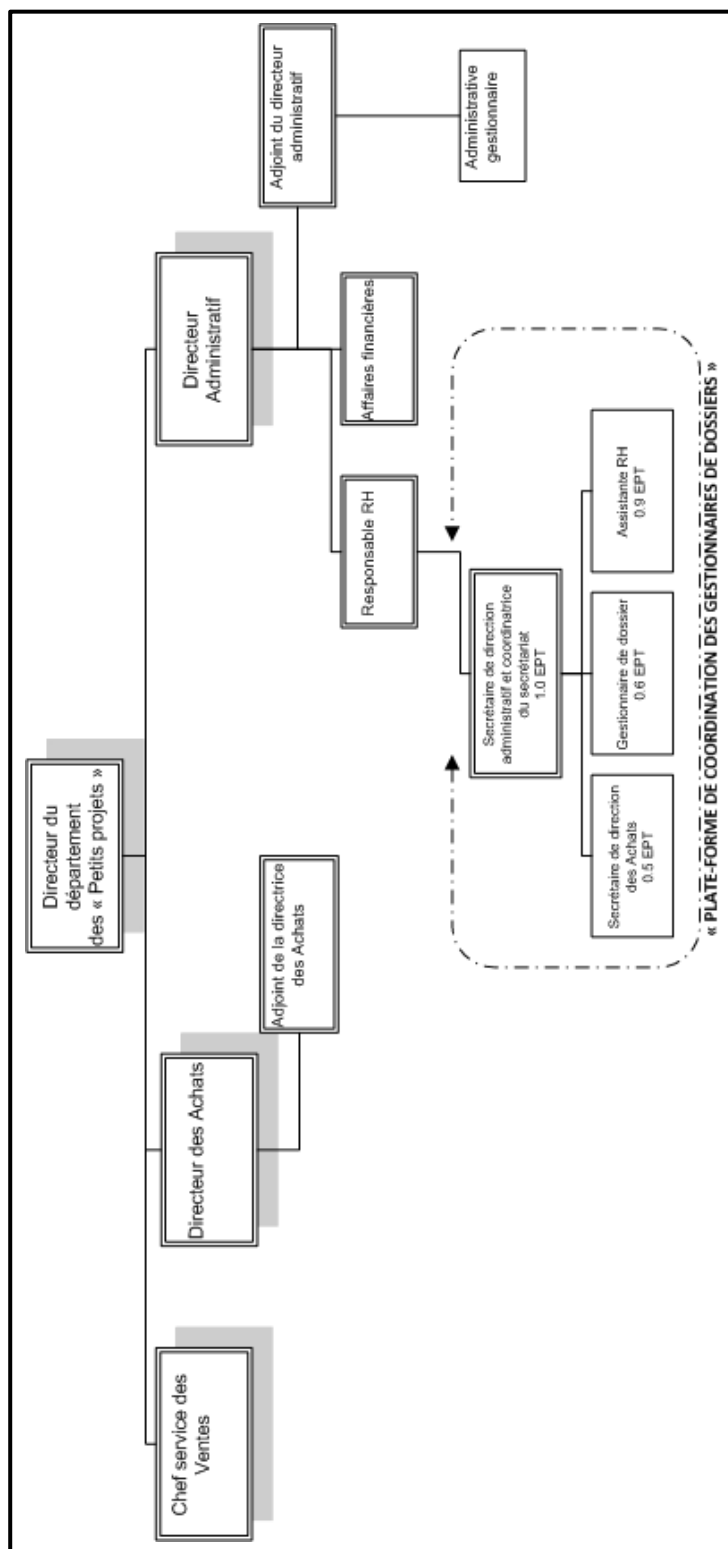 Directeur du
département
des « Petits projets »
Chef service des
Ventes
Directeur des Achats
Directeur
Administratif
Adjoint de la directrice
des Achats
Adjoint du directeur
administratif
Responsable RH
Affaires financières
Administrative
gestionnaire
Secrétaire de direction
administratif et coordinatrice
du secrétariat
1.0 EPT
Secrétaire de direction
des Achats
0.5 EPT
Gestionnaire de dossier
0.6 EPT
Assistante RH
0.9 EPT
« PLATE-FORME DE COORDINATION DES GESTIONNAIRES DE DOSSIERS »